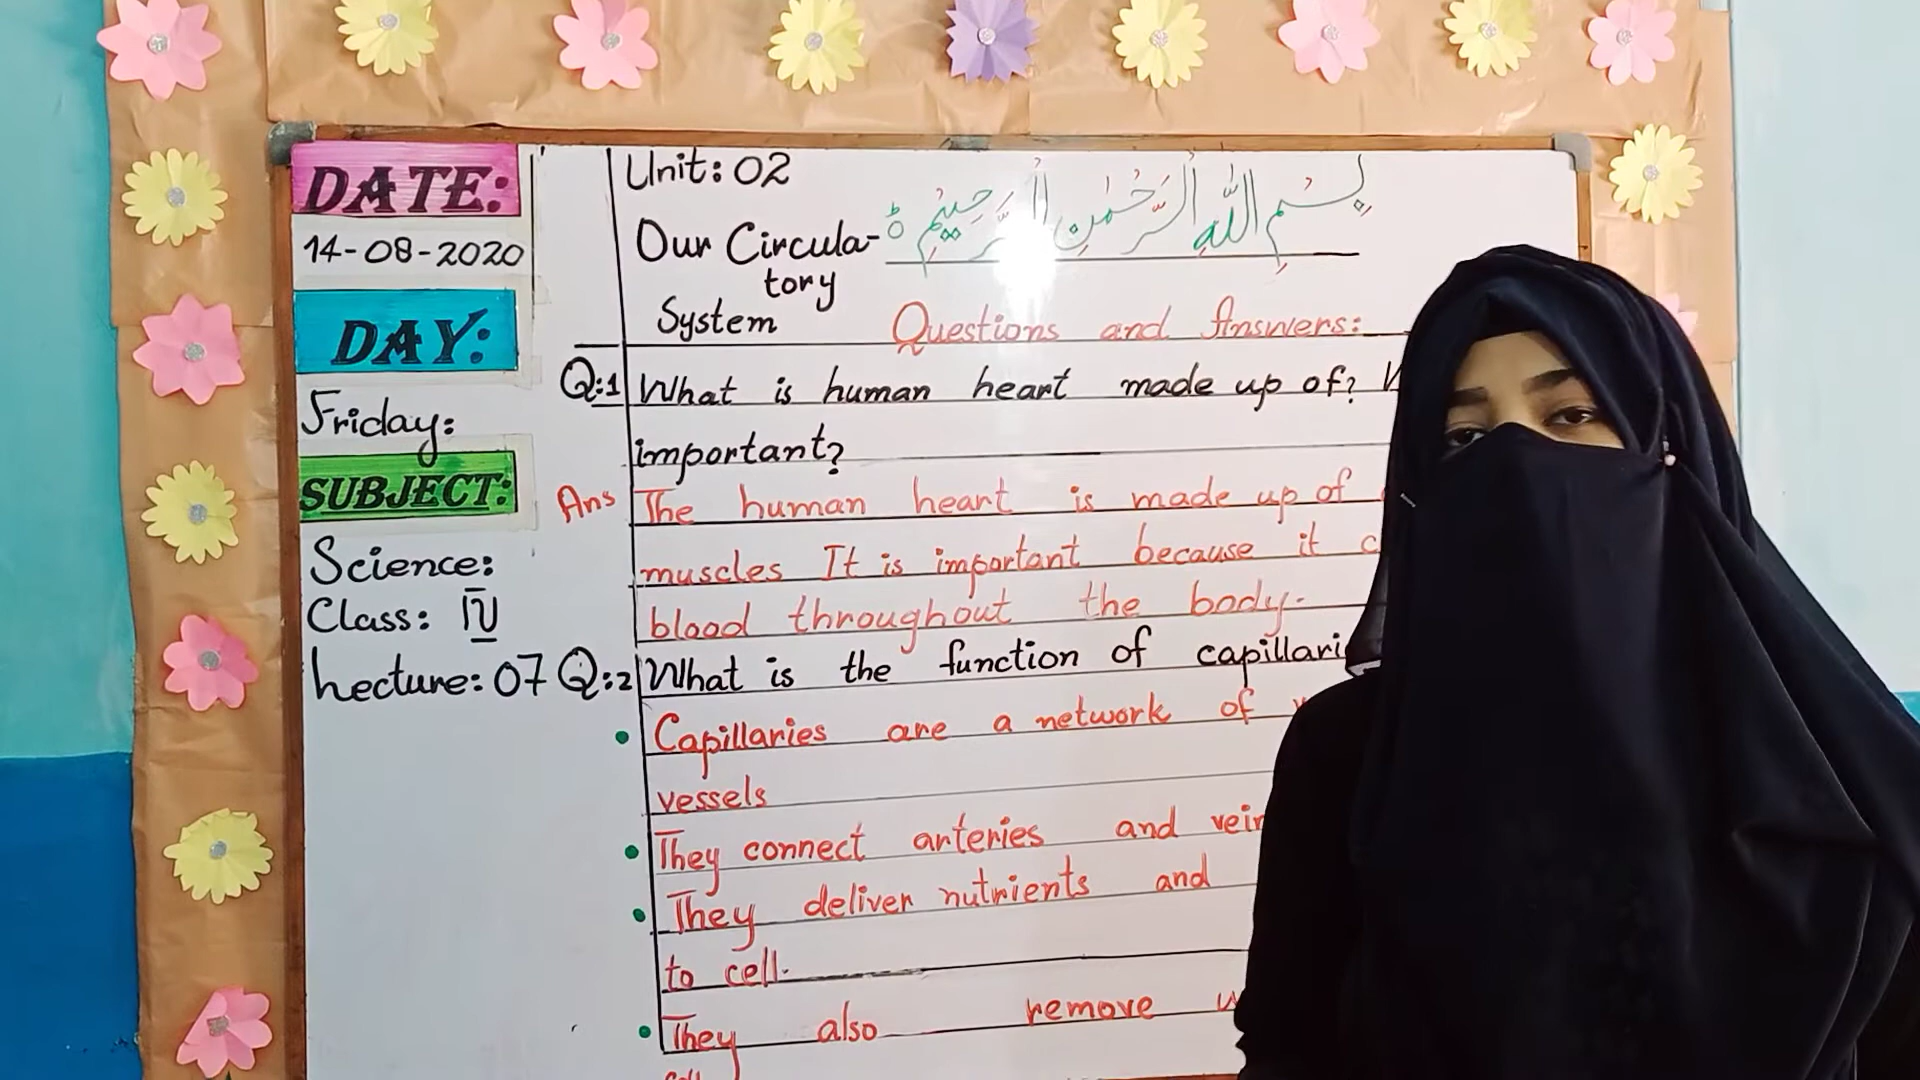 DATE:
14-08-2020
DAY:
Friday:
SUBJECT:
Science:
Class: IV
Lecture: 07
Unit: 02
Our Circula-
tory
System
بِسْمِ اللّٰهِ الرَّحْمٰنِ الرَّحِيْمِ
Questions and Answers:
Q:1 What is human heart made up of?
important?
Ans The human heart is made up of
muscles It is important because it
blood throughout the body.
Q:2 What is the function of
Capillaries are a network of
vessels
They connect arteries and
They deliver nutrients and
to cell.
They also remove